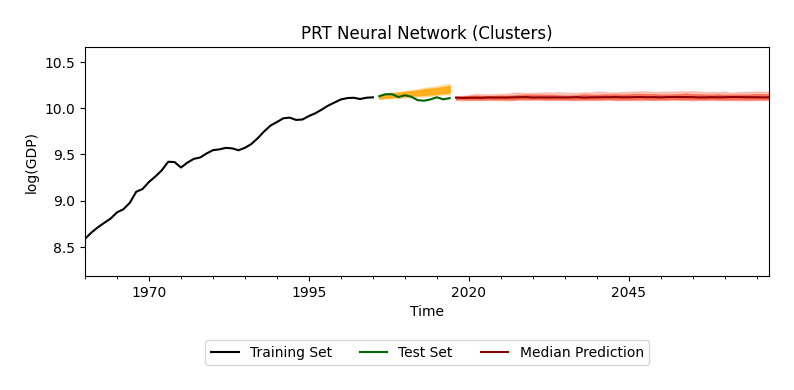 PRT Neural Network (Clusters)
10.5
10.0
9.5
9.0
8.5
log(GDP)
1970 1995 2020 2045
Time
Training Set Test Set Median Prediction